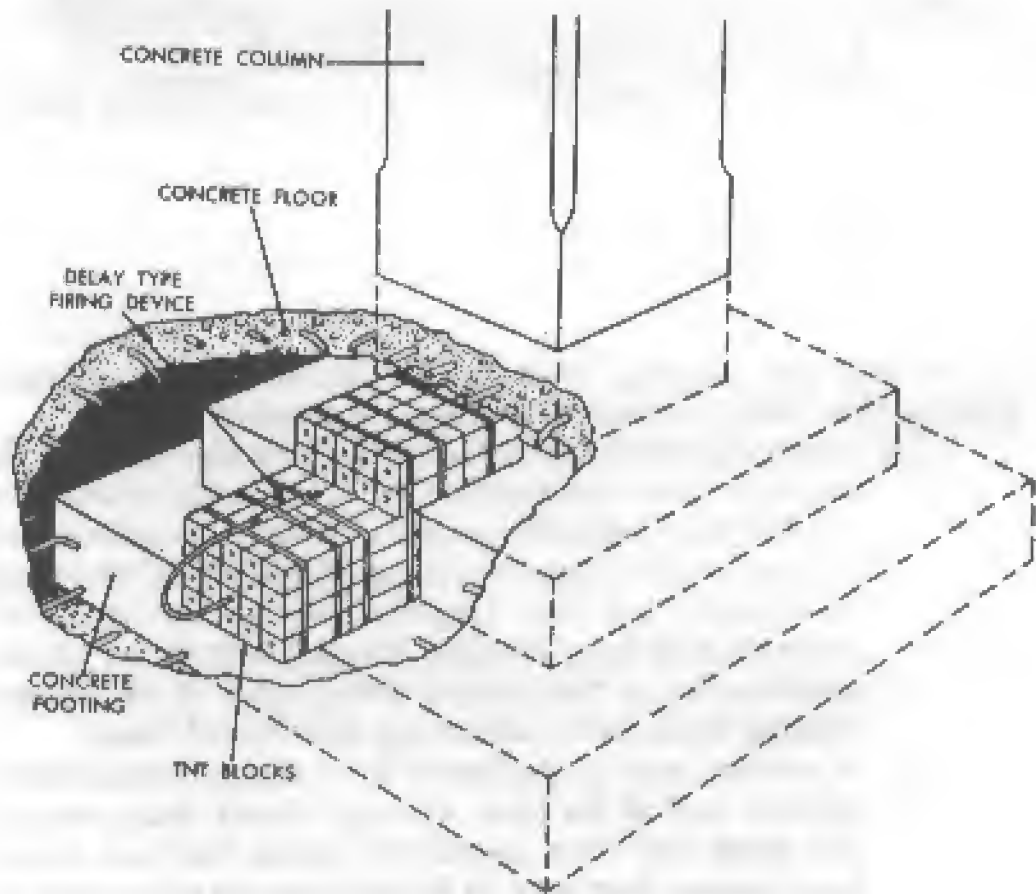 CONCRETE COLUMN
CONCRETE FLOOR
DELAY TYPE
FIRING DEVICE
CONCRETE
FOOTING
TNT BLOCKS